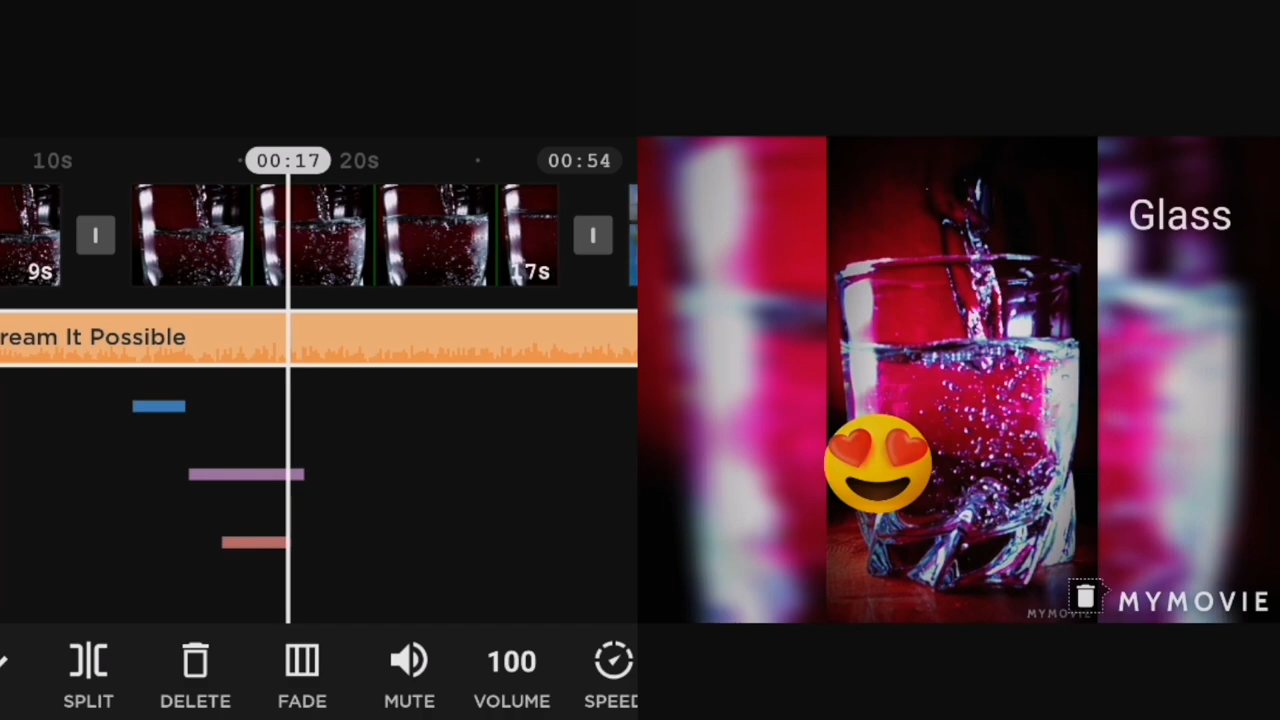 10s
00:17
20s
00:54
9s
17s
ream It Possible
SPLIT
DELETE
FADE
MUTE
100
VOLUME
SPEED
Glass
MYMOVIE
MYMOVIE